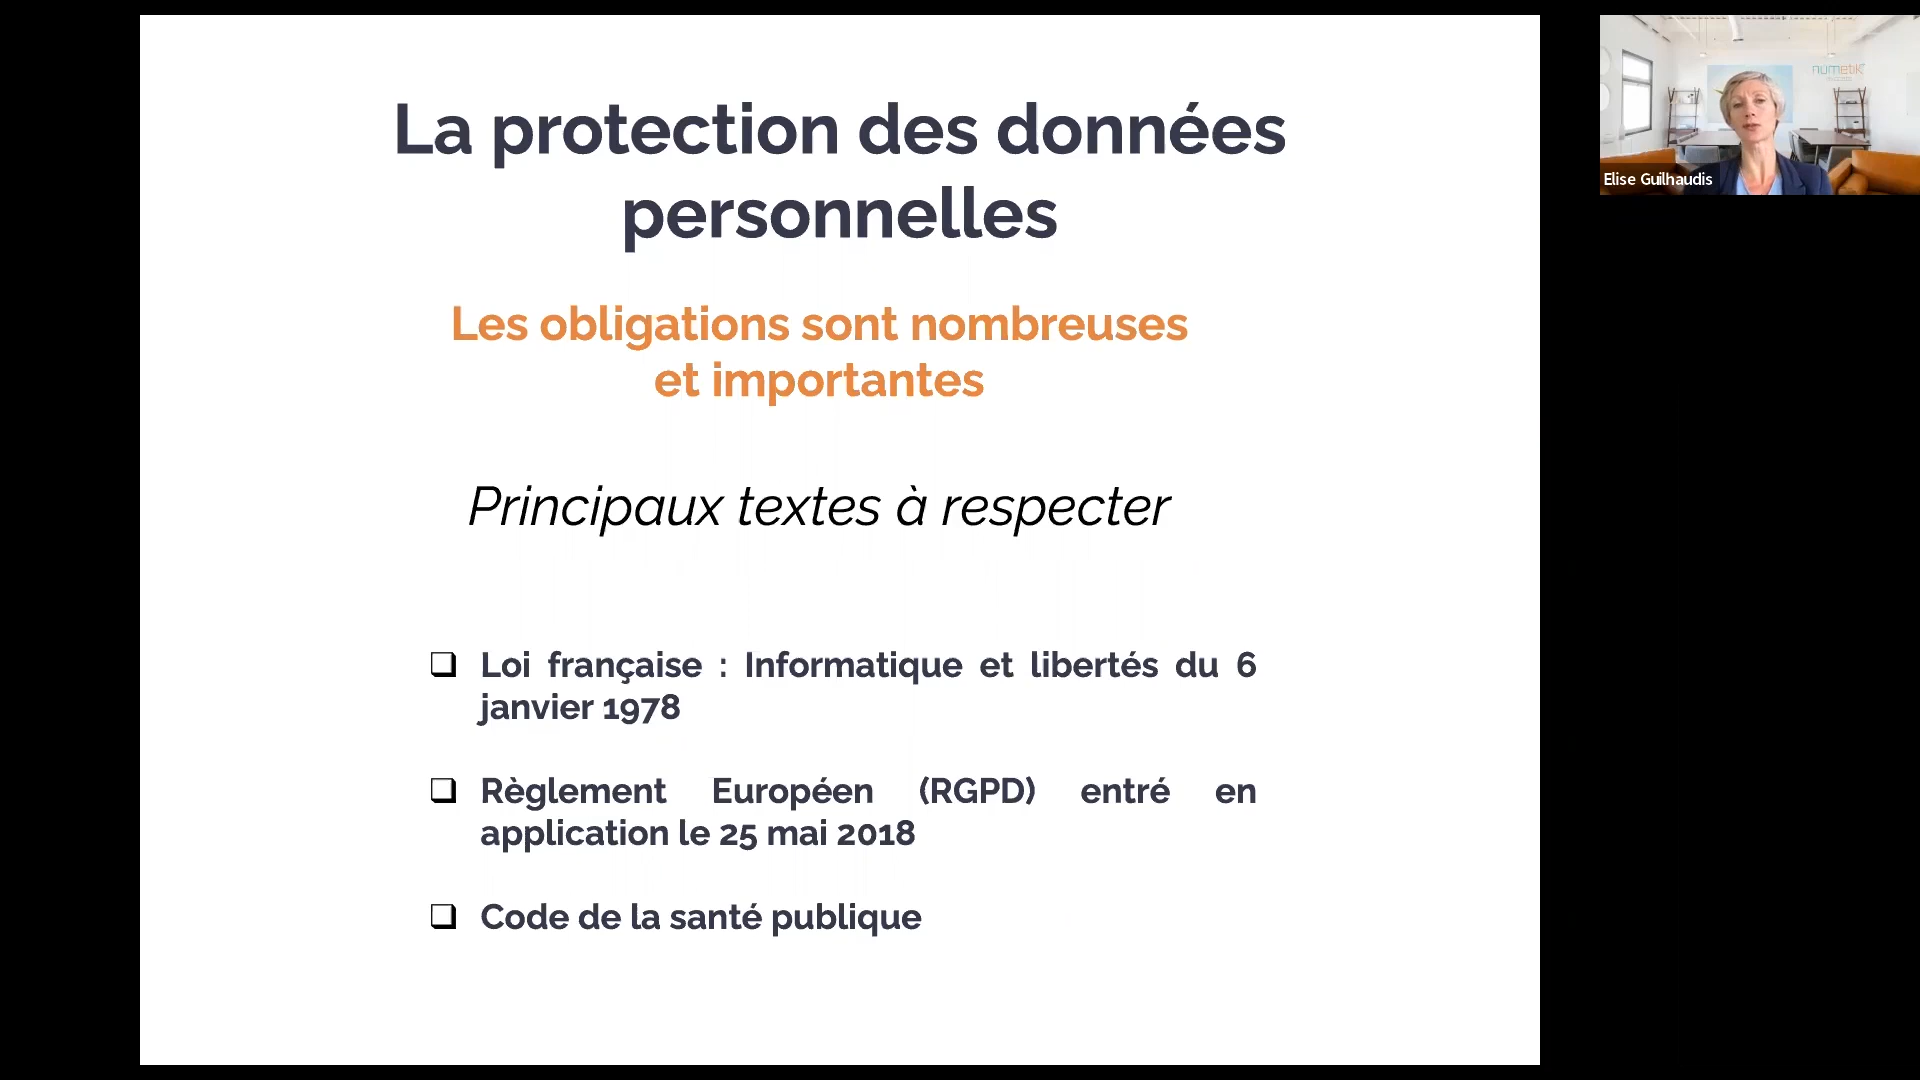 La protection des données
personnelles
Les obligations sont nombreuses
et importantes
Principaux textes à respecter
❑ Loi française : Informatique et libertés du 6
janvier 1978
❑ Règlement Européen (RGPD) entré en
application le 25 mai 2018
❑ Code de la santé publique
numetik
Elise Guilhaudis